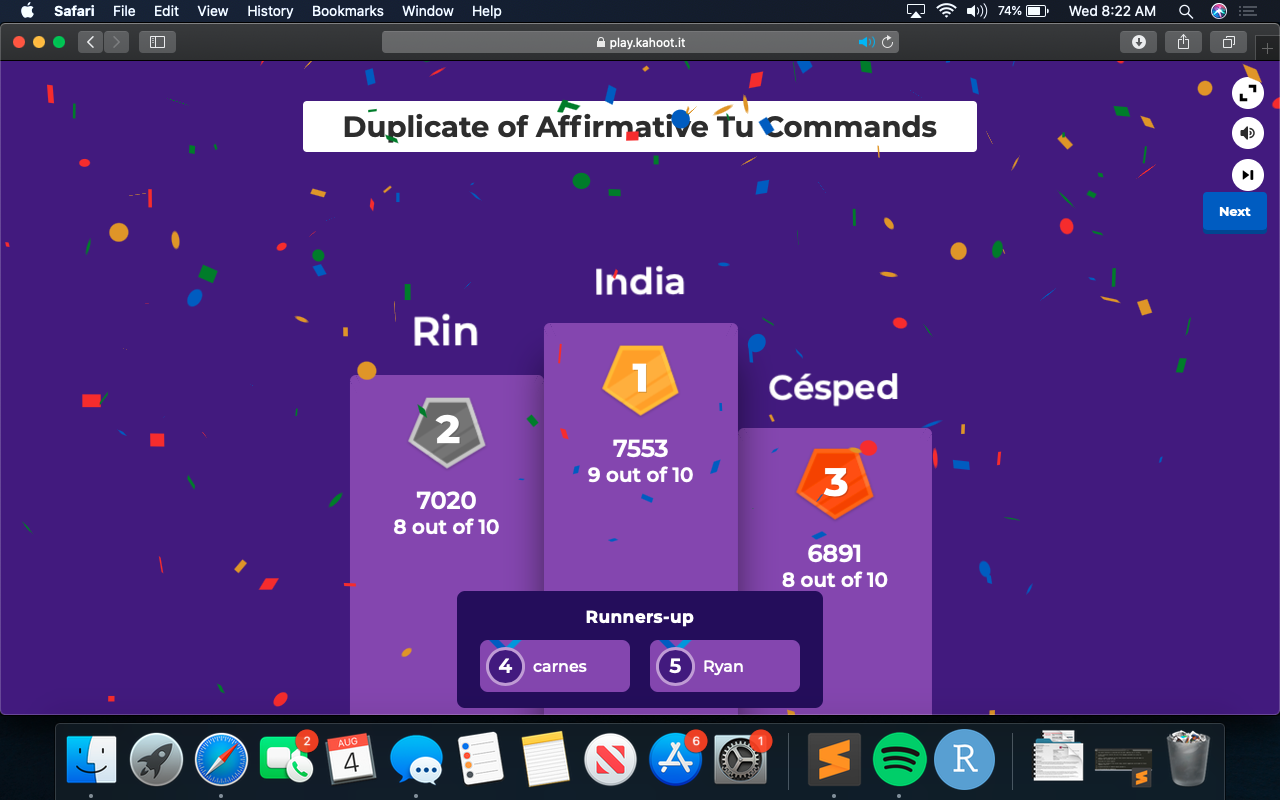 Safari File Edit View History Bookmarks Window Help 74% Wed 8:22 AM
play.kahoot.it
Duplicate of Affirmative Tu Commands
Next
India
Rin
Césped
1
2
7553
9 out of 10
3
7020
8 out of 10
6891
8 out of 10
Runners-up
4 carnes 5 Ryan
2 AUG 4 6 1
N R